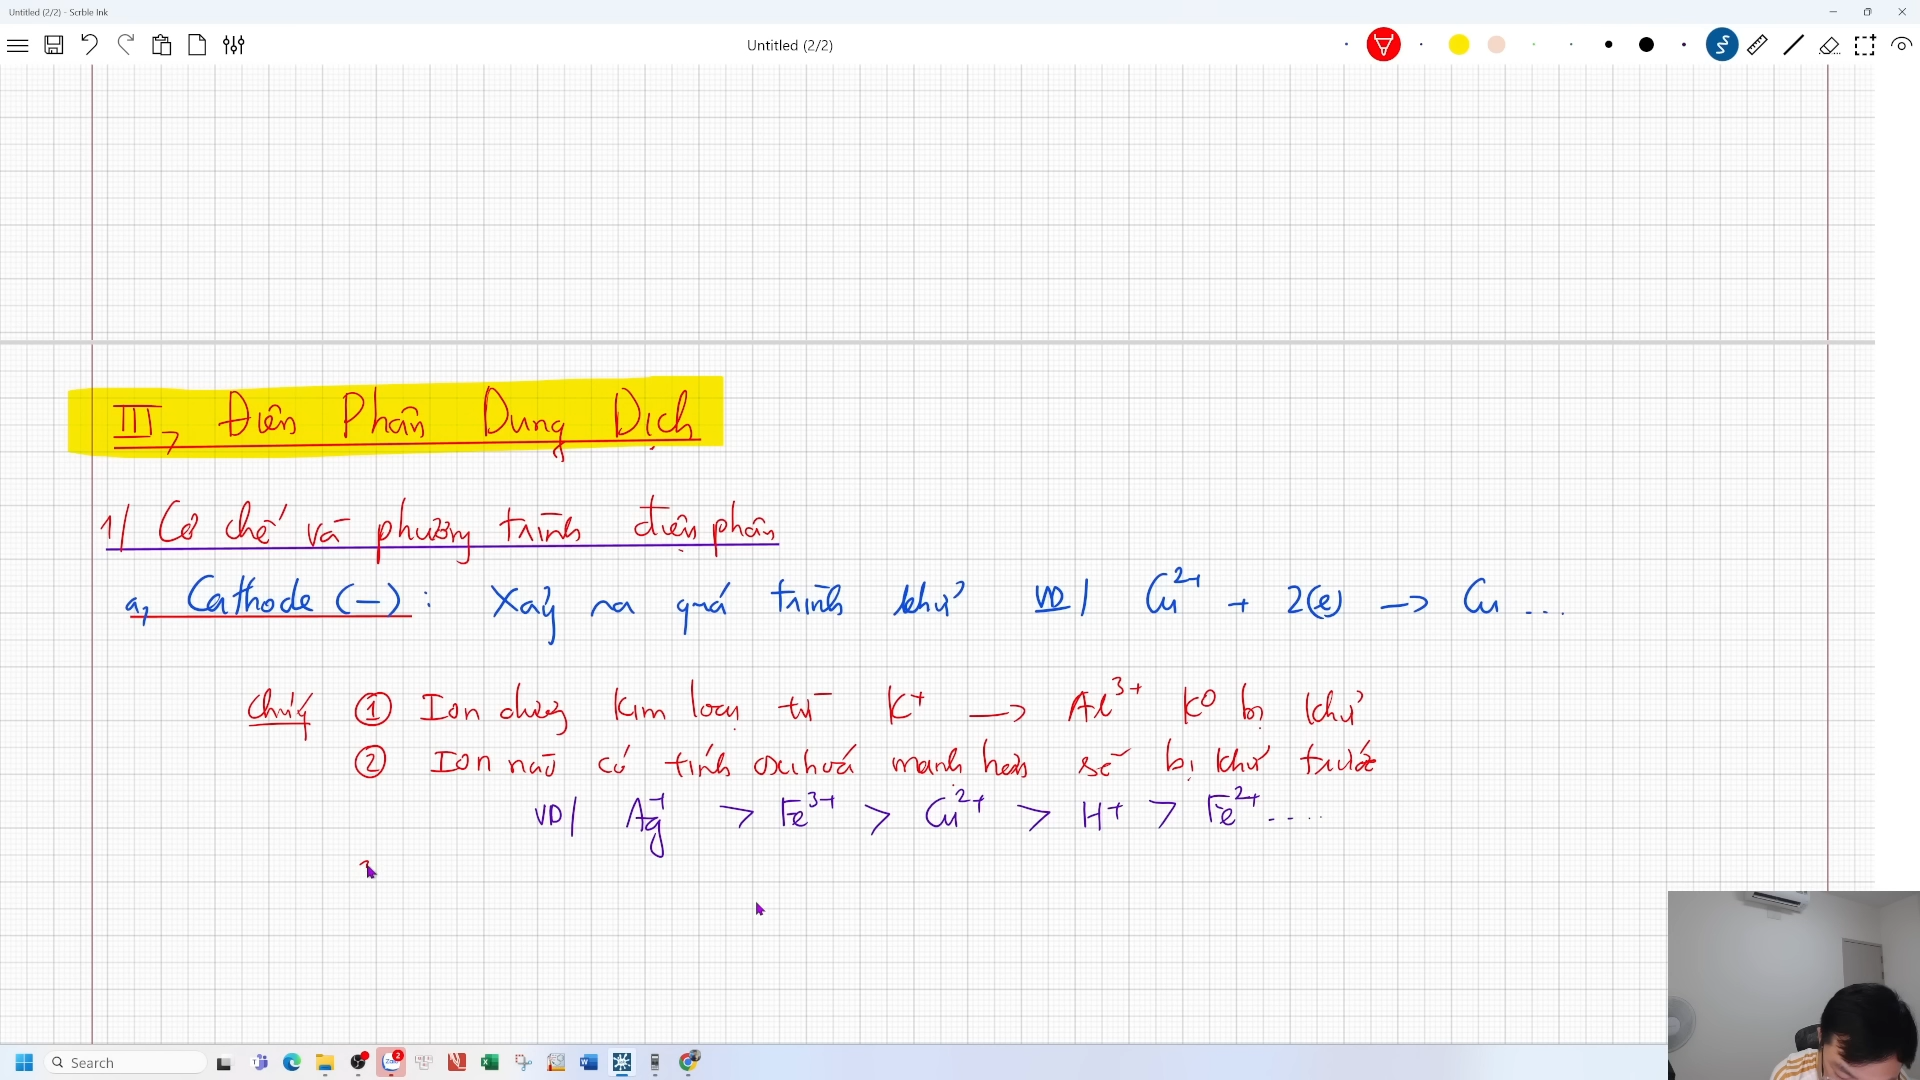 Untitled (2/2) - Scrble Ink
Untitled (2/2)
III, Điện Phân Dung Dịch
1/ Cơ chế và phương trình điện phân
a, Cathode (-) : Xảy ra quá trình khử VD/ Cu²⁺ + 2(e) → Cu ...
Chú ý ① Ion dương kim loại từ K⁺ → Al³⁺ k⁰ bị khử
② Ion nào có tính oxi hoá mạnh hơn sẽ bị khử trước
VD/ Ag⁺ > Fe³⁺ > Cu²⁺ > H⁺ > Fe²⁺ .....
Search